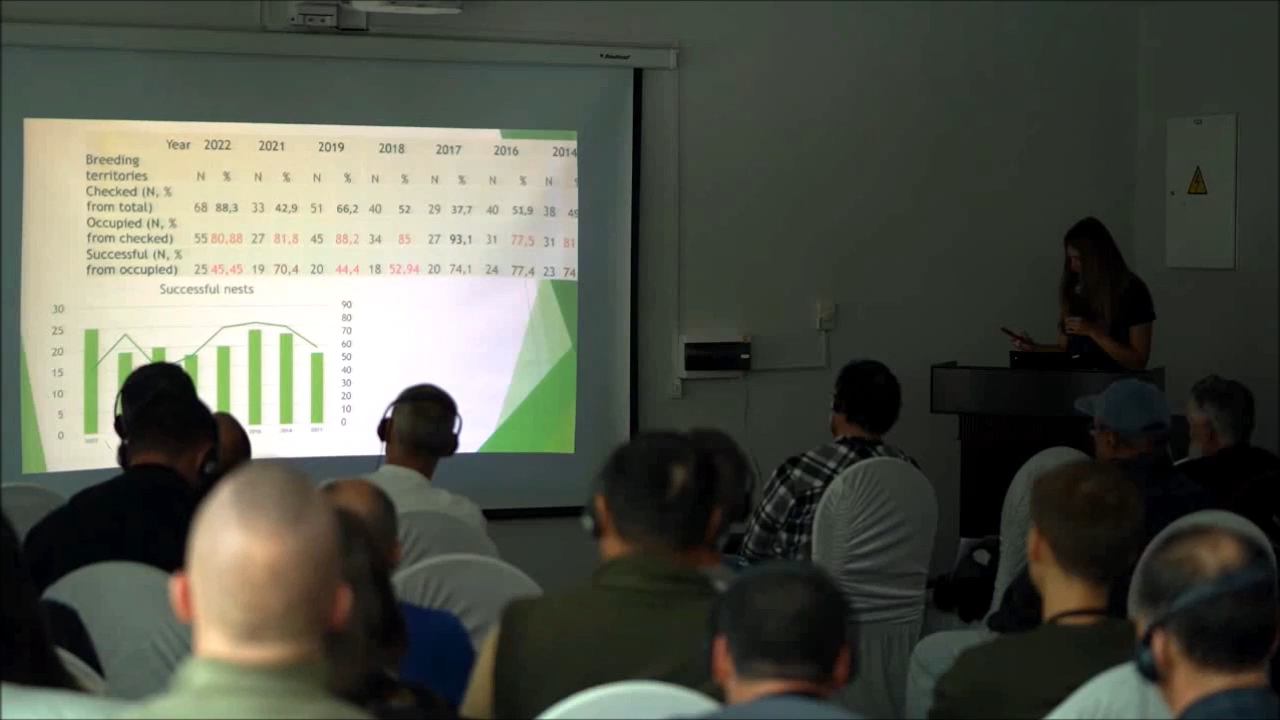 Year 2022 2021 2019 2018 2017 2016 2014
Breeding
territories N % N % N % N % N % N % N
Checked (N, %
from total) 68 88,3 33 42,9 51 66,2 40 52 29 37,7 40 51,9 38 49
Occupied (N, %
from checked) 55 80,88 27 81,8 45 88,2 34 85 27 93,1 31 77,5 31 81
Successful (N, %
from occupied) 25 45,45 19 70,4 20 44,4 18 52,94 20 74,1 24 77,4 23 74
Successful nests
30 90
25 80
20 70
15 60
10 50
5 40
0 30
20
10
0